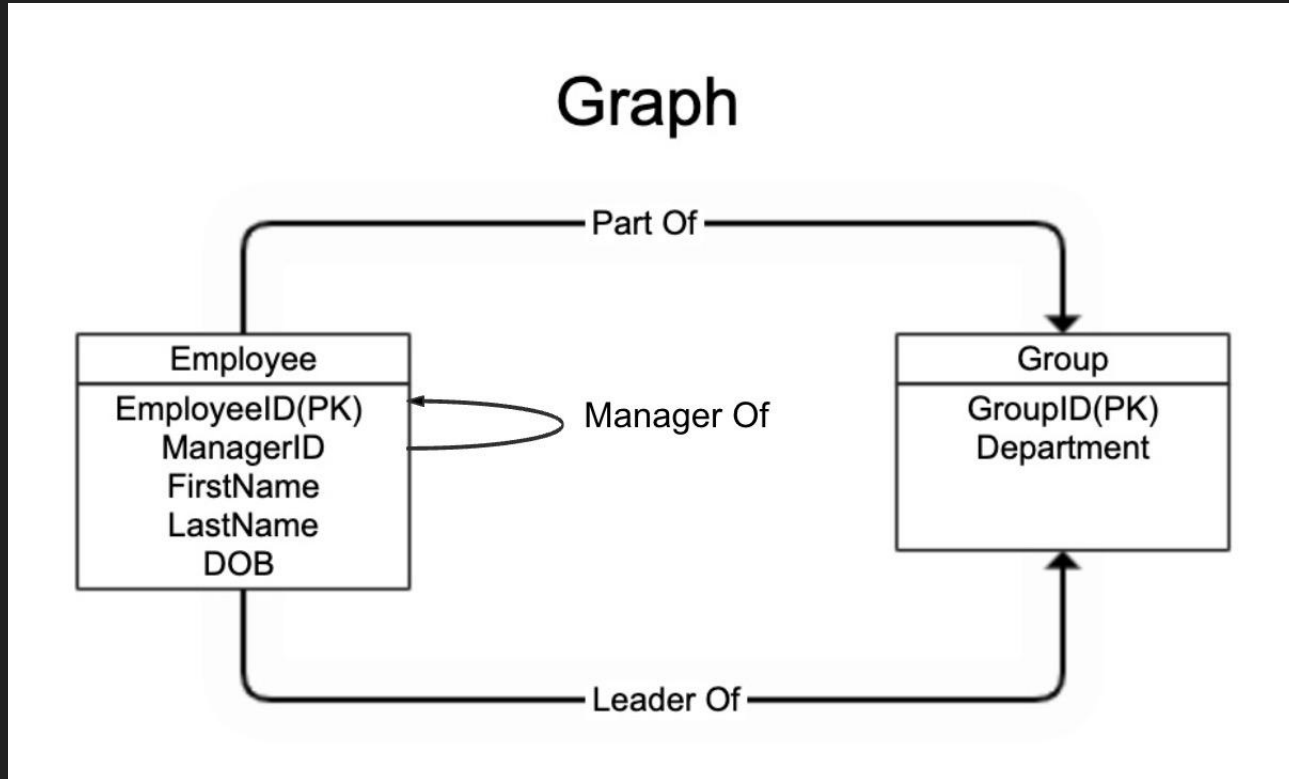 Graph
Part Of
Employee
EmployeeID(PK)
ManagerID
FirstName
LastName
DOB
Manager Of
Group
GroupID(PK)
Department
Leader Of